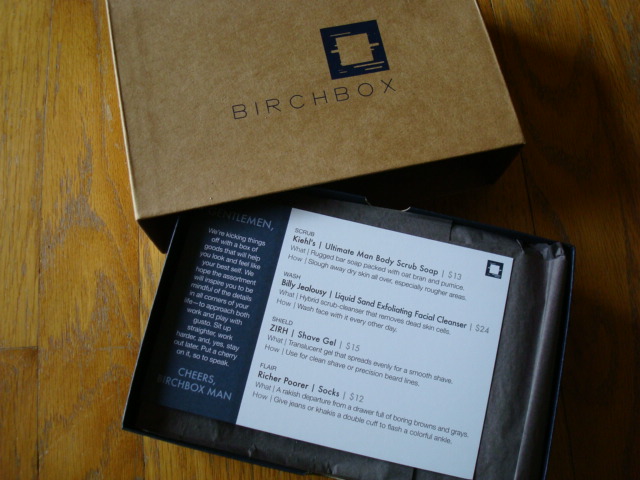 BIRCHBOX
GENTLEMEN,
We're kicking things
off with a box of
goods that will help
you look and feel like
your best self. We
hope the assortment
will inspire you to be
mindful of the details
in all corners of your
life—to approach both
work and play with
gusto. Sit up
straighter, work
harder, and, yes, stay
out later. Put a cherry
on it, so to speak.
CHEERS,
BIRCHBOX MAN
SCRUB
Kiehl's | Ultimate Man Body Scrub Soap | $13
What | Rugged bar soap packed with oat bran and pumice.
How | Slough away dry skin all over, especially rougher areas.
WASH
Billy Jealousy | Liquid Sand Exfoliating Facial Cleanser | $24
What | Hybrid scrub-cleanser that removes dead skin cells.
How | Wash face with it every other day.
SHIELD
ZIRH | Shave Gel | $15
What | Translucent gel that spreads evenly for a smooth shave.
How | Use for clean shave or precision beard lines.
FLAIR
Richer Poorer | Socks | $12
What | A rakish departure from a drawer full of boring browns and grays.
How | Give jeans or khakis a double cuff to flash a colorful ankle.